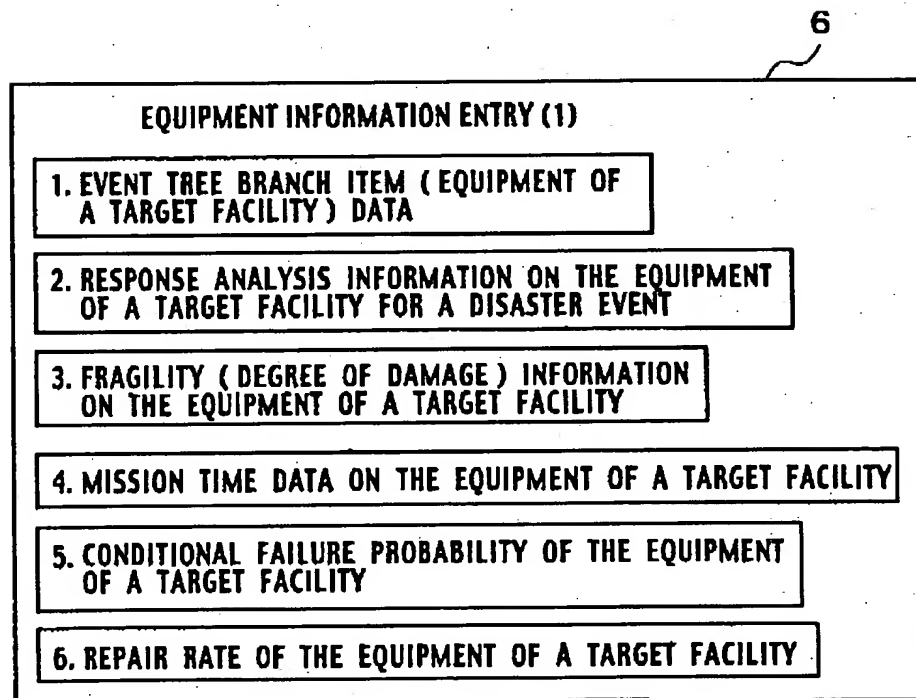 6
EQUIPMENT INFORMATION ENTRY (1)
1. EVENT TREE BRANCH ITEM ( EQUIPMENT OF
A TARGET FACILITY ) DATA
2. RESPONSE ANALYSIS INFORMATION ON THE EQUIPMENT
OF A TARGET FACILITY FOR A DISASTER EVENT
3. FRAGILITY ( DEGREE OF DAMAGE ) INFORMATION
ON THE EQUIPMENT OF A TARGET FACILITY
4. MISSION TIME DATA ON THE EQUIPMENT OF A TARGET FACILITY
5. CONDITIONAL FAILURE PROBABILITY OF THE EQUIPMENT
OF A TARGET FACILITY
6. REPAIR RATE OF THE EQUIPMENT OF A TARGET FACILITY